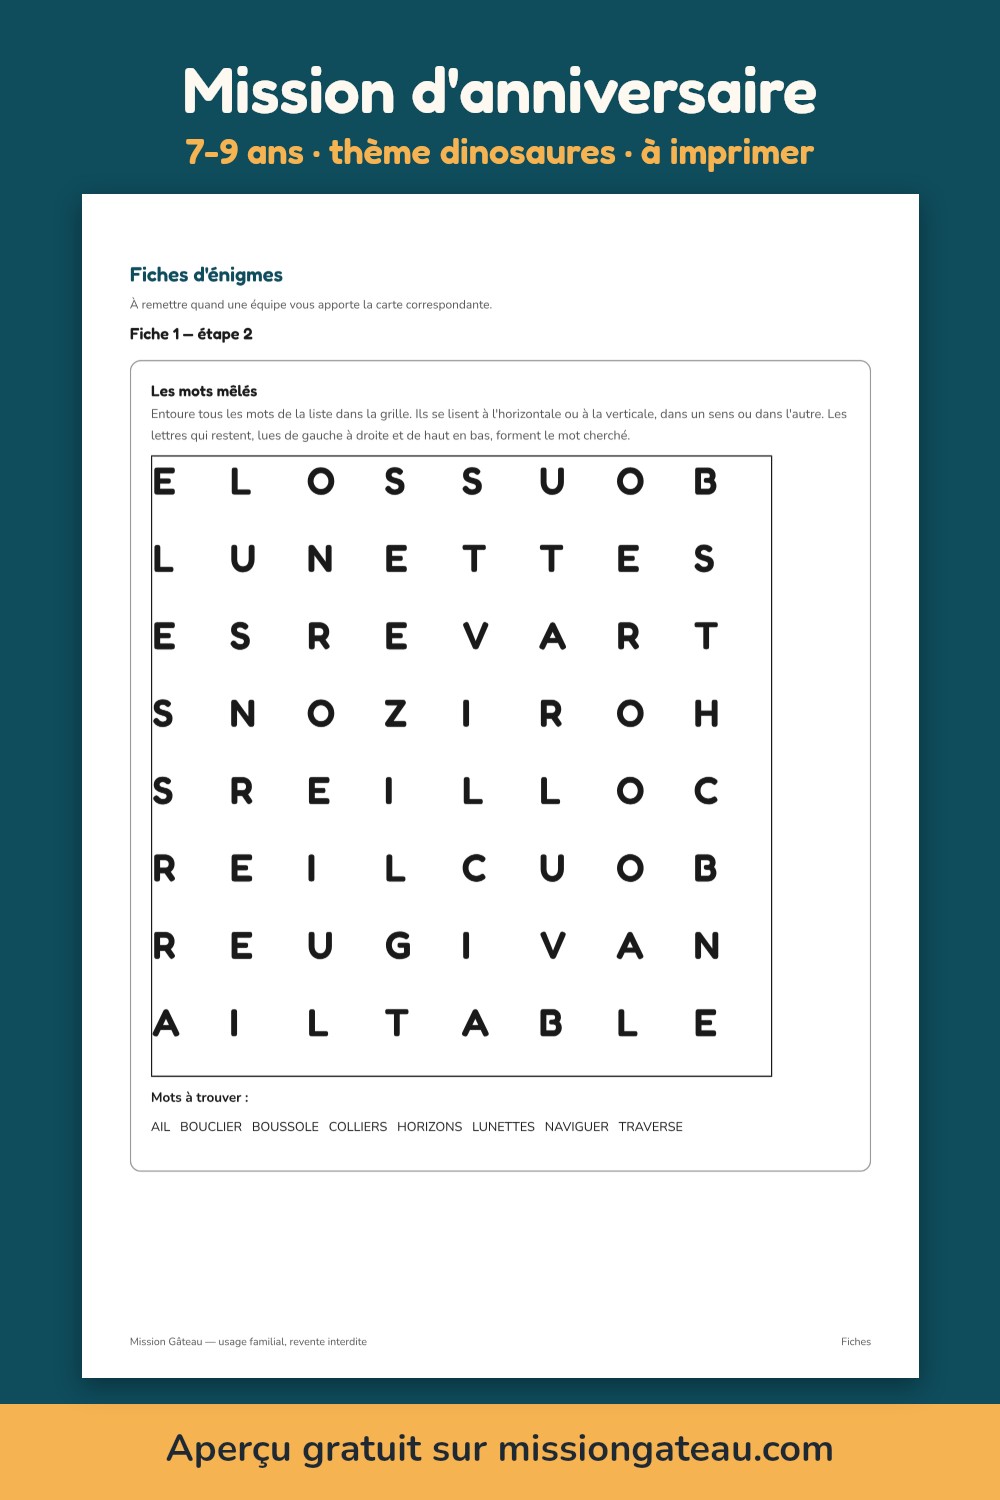 Mission d'anniversaire
7-9 ans · thème dinosaures · à imprimer
Fiches d'énigmes
À remettre quand une équipe vous apporte la carte correspondante.
Fiche 1 — étape 2
Les mots mêlés
Entoure tous les mots de la liste dans la grille. Ils se lisent à l'horizontale ou à la verticale, dans un sens ou dans l'autre. Les
lettres qui restent, lues de gauche à droite et de haut en bas, forment le mot cherché.
E L O S S U O B
L U N E T T E S
E S R E V A R T
S N O Z I R O H
S R E I L L O C
R E I L C U O B
R E U G I V A N
A I L T A B L E
Mots à trouver :
AIL BOUCLIER BOUSSOLE COLLIERS HORIZONS LUNETTES NAVIGUER TRAVERSE
Mission Gâteau — usage familial, revente interdite
Fiches
Aperçu gratuit sur missiongateau.com